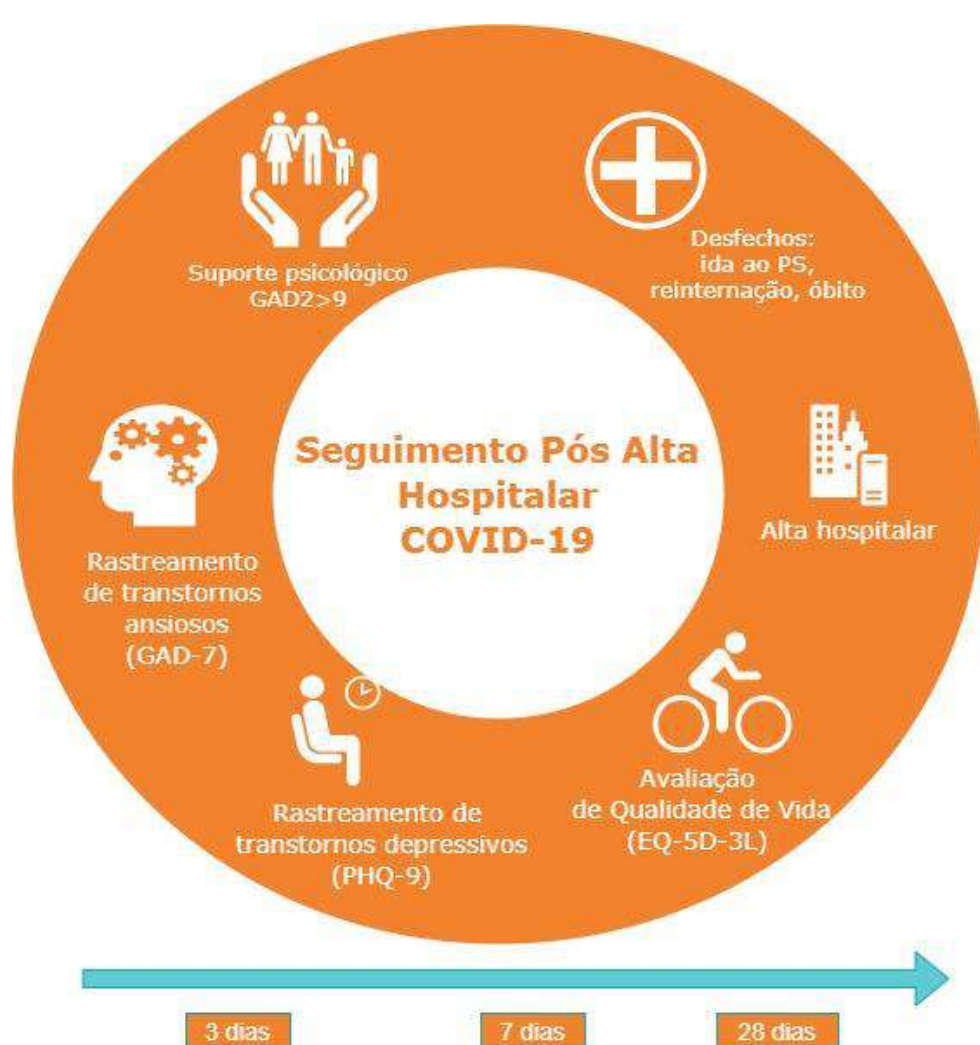 Suporte psicológico
GAD2>9
Desfechos:
ida ao PS,
reinternação, óbito
Seguimento Pós Alta
Hospitalar
COVID-19
Alta hospitalar
Rastreamento
de transtornos
ansiosos
(GAD-7)
Rastreamento de
transtornos depressivos
(PHQ-9)
Avaliação
de Qualidade de Vida
(EQ-5D-3L)
3 dias
7 dias
28 dias